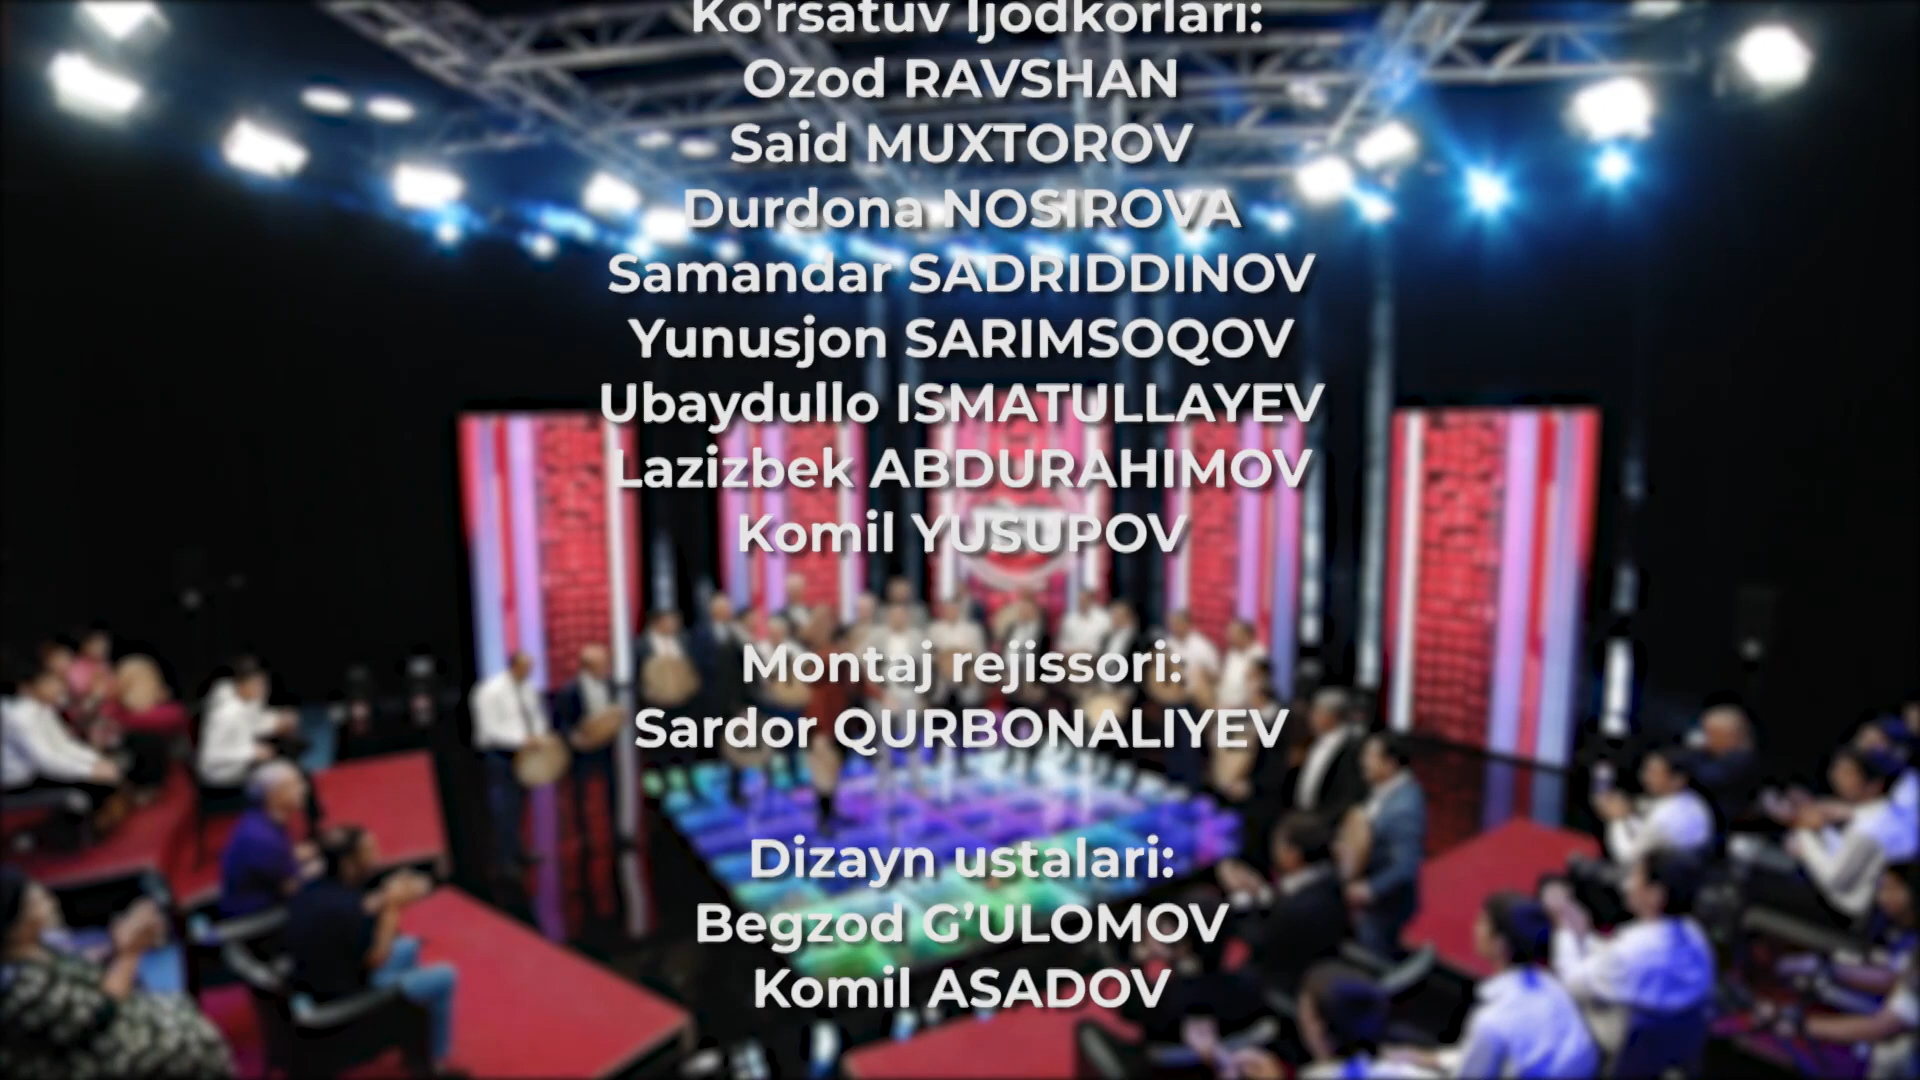 Ko'rsatuv Ijodkorlari:
Ozod RAVSHAN
Said MUXTOROV
Durdona NOSIROVA
Samandar SADRIDDINOV
Yunusjon SARIMSOQOV
Ubaydullo ISMATULLAYEV
Lazizbek ABDURAHIMOV
Komil YUSUPOV
Montaj rejissori:
Sardor QURBONALIYEV
Dizayn ustalari:
Begzod G’ULOMOV
Komil ASADOV